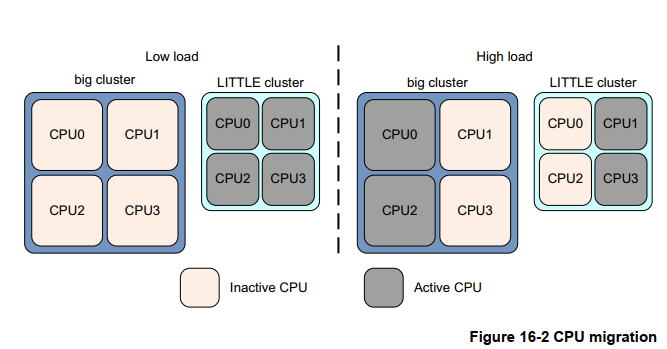 Low load
High load
big cluster
LITTLE cluster
big cluster
LITTLE cluster
CPU0
CPU1
CPU0
CPU1
CPU0
CPU1
CPU0
CPU1
CPU2
CPU3
CPU2
CPU3
CPU2
CPU3
CPU2
CPU3
Inactive CPU
Active CPU
Figure 16-2 CPU migration